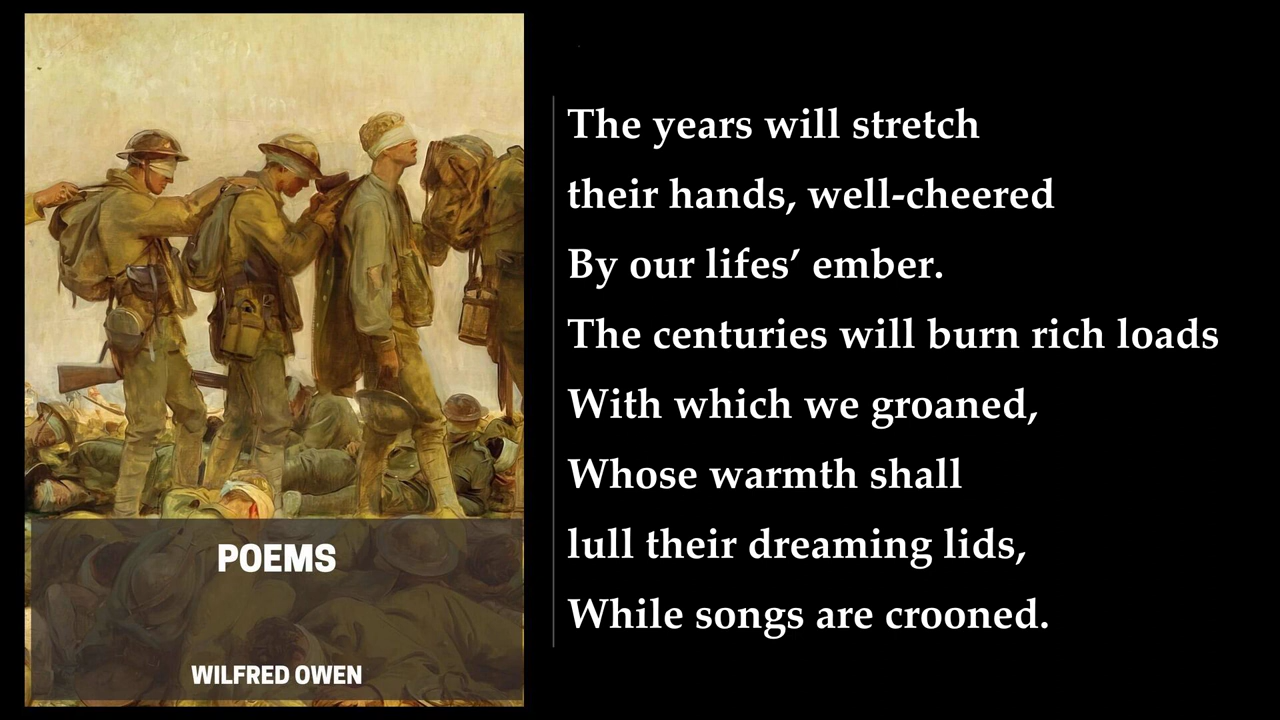 POEMS
WILFRED OWEN
The years will stretch
their hands, well-cheered
By our lifes’ ember.
The centuries will burn rich loads
With which we groaned,
Whose warmth shall
lull their dreaming lids,
While songs are crooned.